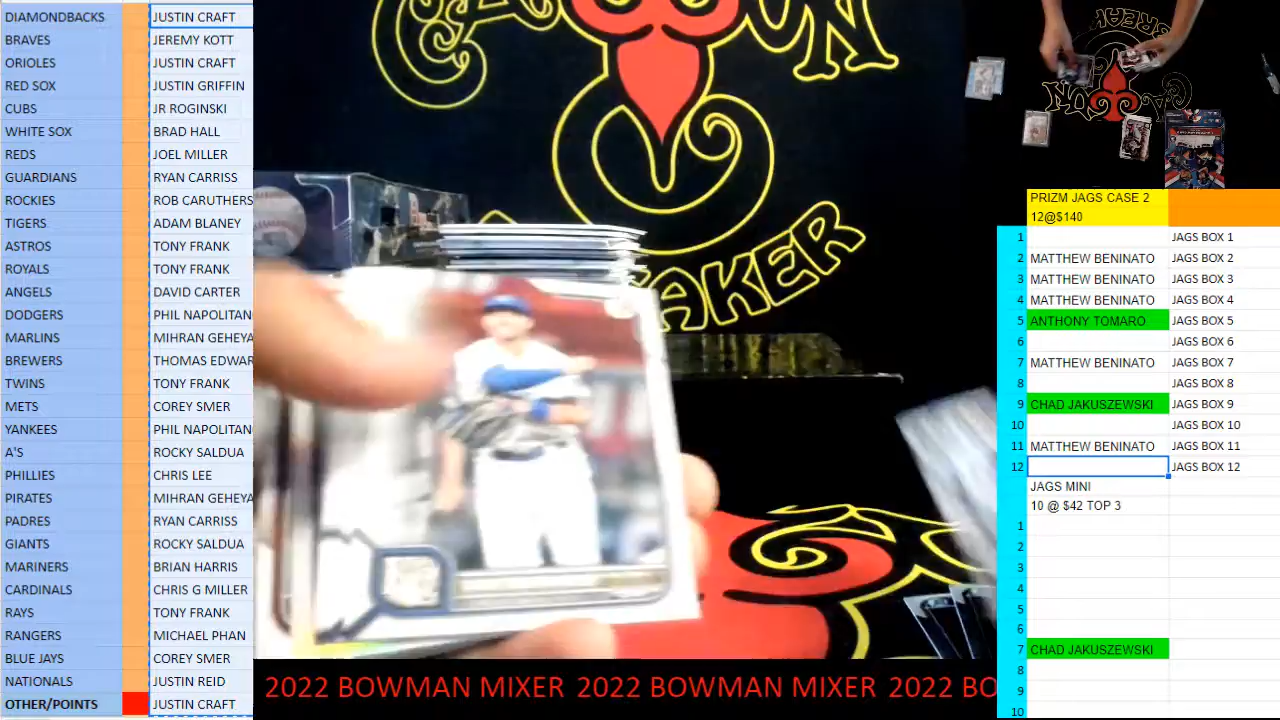 DIAMONDBACKS JUSTIN CRAFT
BRAVES JEREMY KOTT
ORIOLES JUSTIN CRAFT
RED SOX JUSTIN GRIFFIN
CUBS JR ROGINSKI
WHITE SOX BRAD HALL
REDS JOEL MILLER
GUARDIANS RYAN CARRISS
ROCKIES ROB CARUTHERS
TIGERS ADAM BLANEY
ASTROS TONY FRANK
ROYALS TONY FRANK
ANGELS DAVID CARTER
DODGERS PHIL NAPOLITAN
MARLINS MIHRAN GEHEYA
BREWERS THOMAS EDWAR
TWINS TONY FRANK
METS COREY SMER
YANKEES PHIL NAPOLITAN
A'S ROCKY SALDUA
PHILLIES CHRIS LEE
PIRATES MIHRAN GEHEYA
PADRES RYAN CARRISS
GIANTS ROCKY SALDUA
MARINERS BRIAN HARRIS
CARDINALS CHRIS G MILLER
RAYS TONY FRANK
RANGERS MICHAEL PHAN
BLUE JAYS COREY SMER
NATIONALS JUSTIN REID
OTHER/POINTS JUSTIN CRAFT
AKER
2022 BOWMAN MIXER 2022 BOWMAN MIXER 2022 BO
BREAK
PRIZM JAGS CASE 2
12@$140
1 JAGS BOX 1
2 MATTHEW BENINATO JAGS BOX 2
3 MATTHEW BENINATO JAGS BOX 3
4 MATTHEW BENINATO JAGS BOX 4
5 ANTHONY TOMARO JAGS BOX 5
6 JAGS BOX 6
7 MATTHEW BENINATO JAGS BOX 7
8 JAGS BOX 8
9 CHAD JAKUSZEWSKI JAGS BOX 9
10 JAGS BOX 10
11 MATTHEW BENINATO JAGS BOX 11
12 JAGS BOX 12
JAGS MINI
10 @ $42 TOP 3
1
2
3
4
5
6
7 CHAD JAKUSZEWSKI
8
9
10